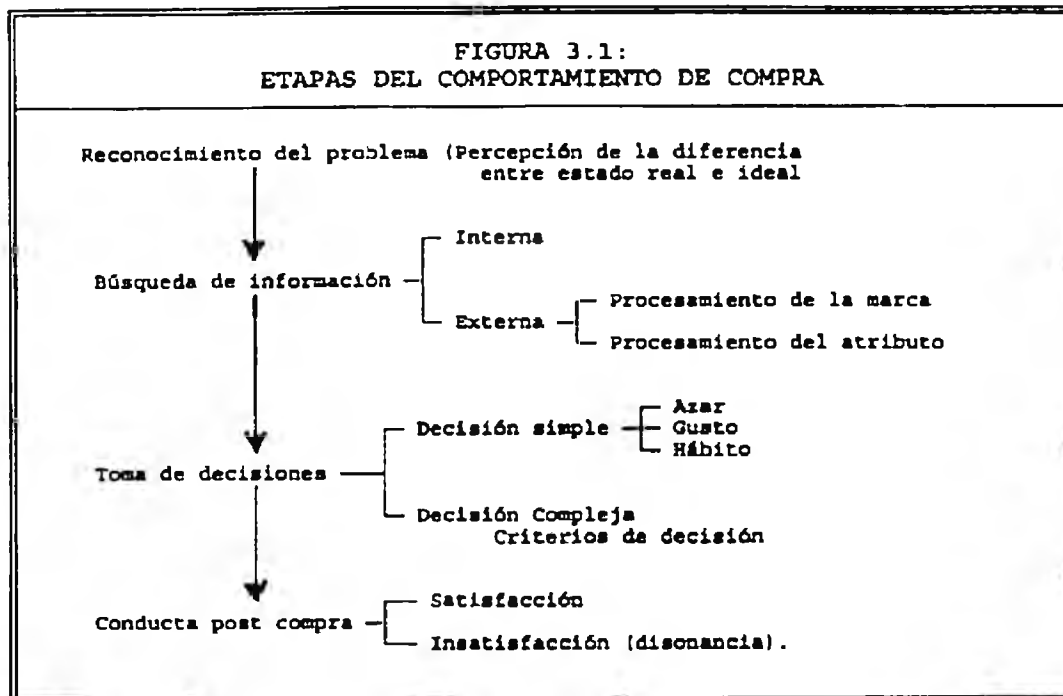 FIGURA 3.1:
ETAPAS DEL COMPORTAMIENTO DE COMPRA
Reconocimiento del problema (Percepción de la diferencia
entre estado real e ideal
Búsqueda de información
Interna
Externa
Procesamiento de la marca
Procesamiento del atributo
Toma de decisiones
Decisión simple
Azar
Gusto
Hábito
Decisión Compleja
Criterios de decisión
Conducta post compra
Satisfacción
Insatisfacción (disonancia).